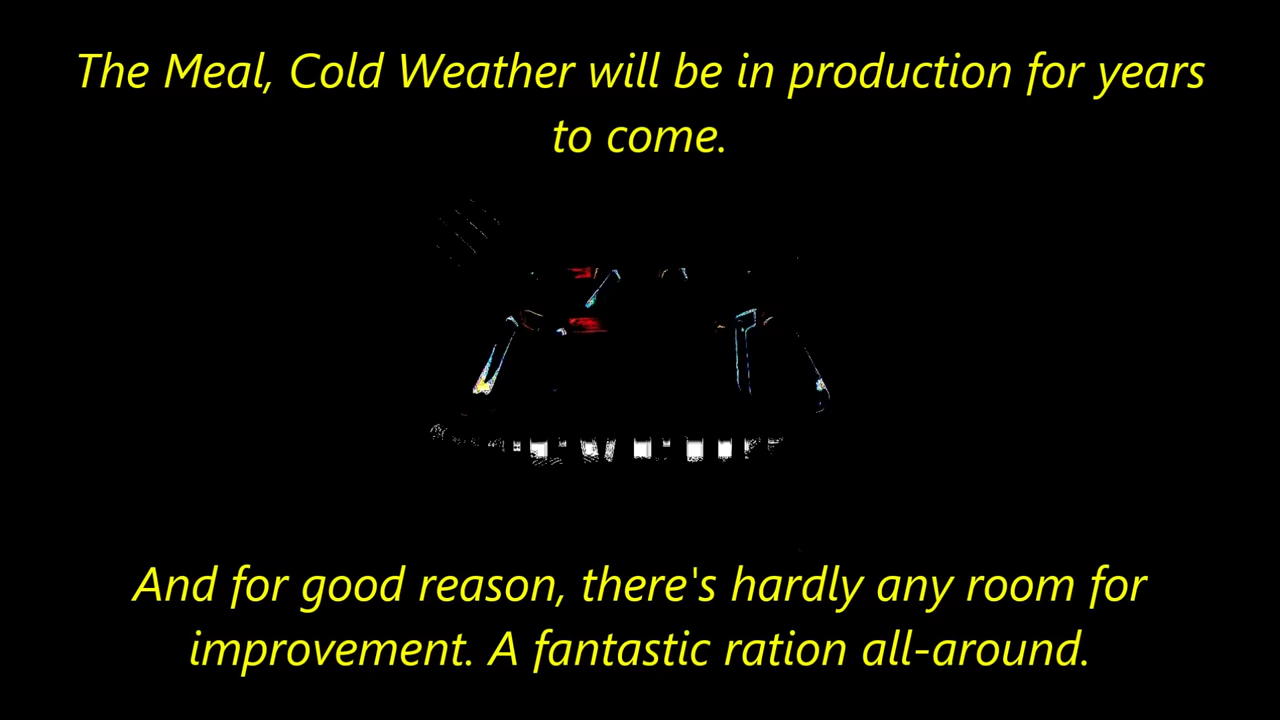 The Meal, Cold Weather will be in production for years
to come.
And for good reason, there's hardly any room for
improvement. A fantastic ration all-around.